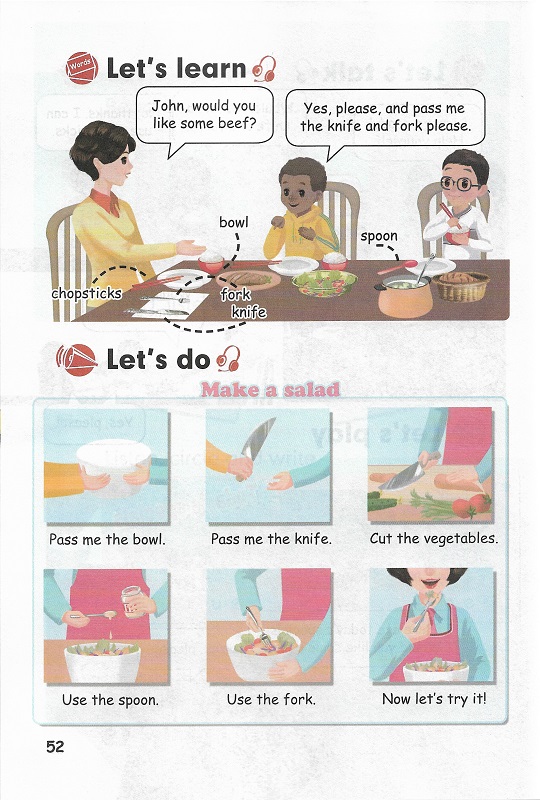 Words
Let's learn
John, would you
like some beef?
Yes, please, and pass me
the knife and fork please.
bowl
spoon
chopsticks
fork
knife
Let's do
Make a salad
Pass me the bowl.
Pass me the knife.
Cut the vegetables.
Use the spoon.
Use the fork.
Now let's try it!
52